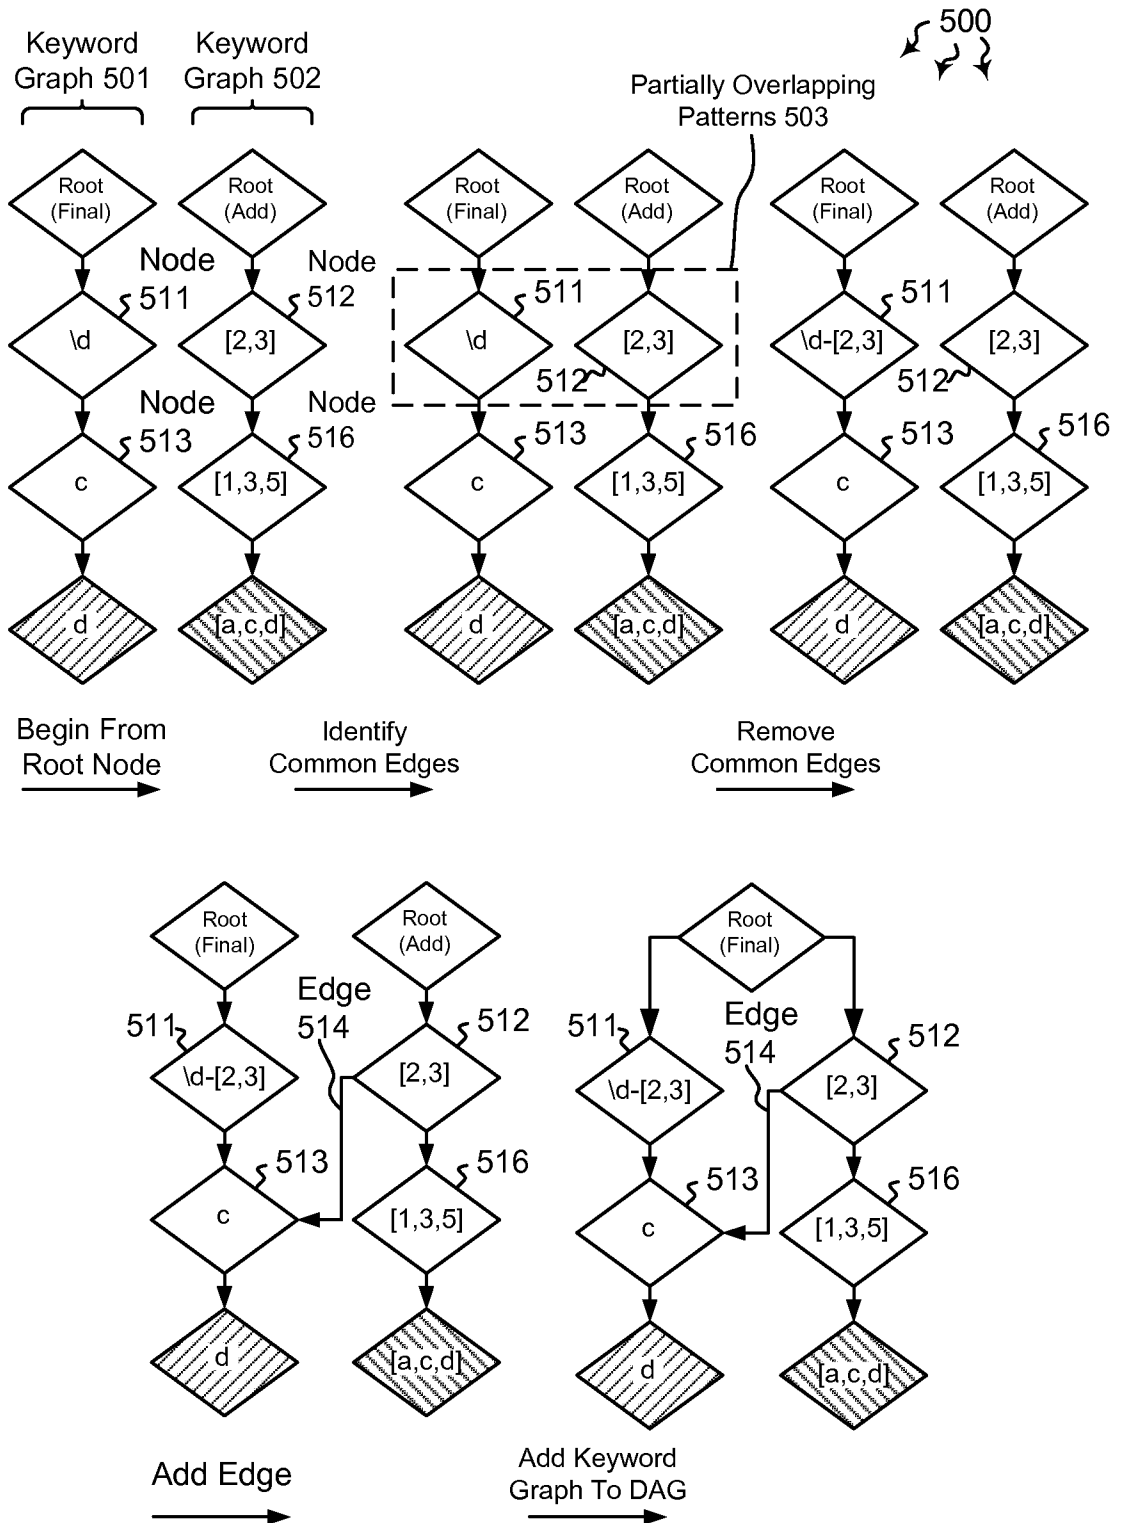 500
Keyword
Graph 501
Keyword
Graph 502
Partially Overlapping
Patterns 503
Root
(Final)
Root
(Add)
Root
(Final)
Root
(Add)
Root
(Final)
Root
(Add)
Node
511
Node
512
511
512
511
512
\d
[2,3]
\d
[2,3]
\d-[2,3]
[2,3]
Node
513
Node
516
513
516
513
516
c
[1,3,5]
c
[1,3,5]
c
[1,3,5]
d
[a,c,d]
d
[a,c,d]
d
[a,c,d]
Begin From
Root Node
Identify
Common Edges
Remove
Common Edges
Root
(Final)
Root
(Add)
Root
(Final)
Edge
514
Edge
514
511
512
511
512
\d-[2,3]
[2,3]
\d-[2,3]
[2,3]
513
516
513
516
c
[1,3,5]
c
[1,3,5]
d
[a,c,d]
d
[a,c,d]
Add Edge
Add Keyword
Graph To DAG